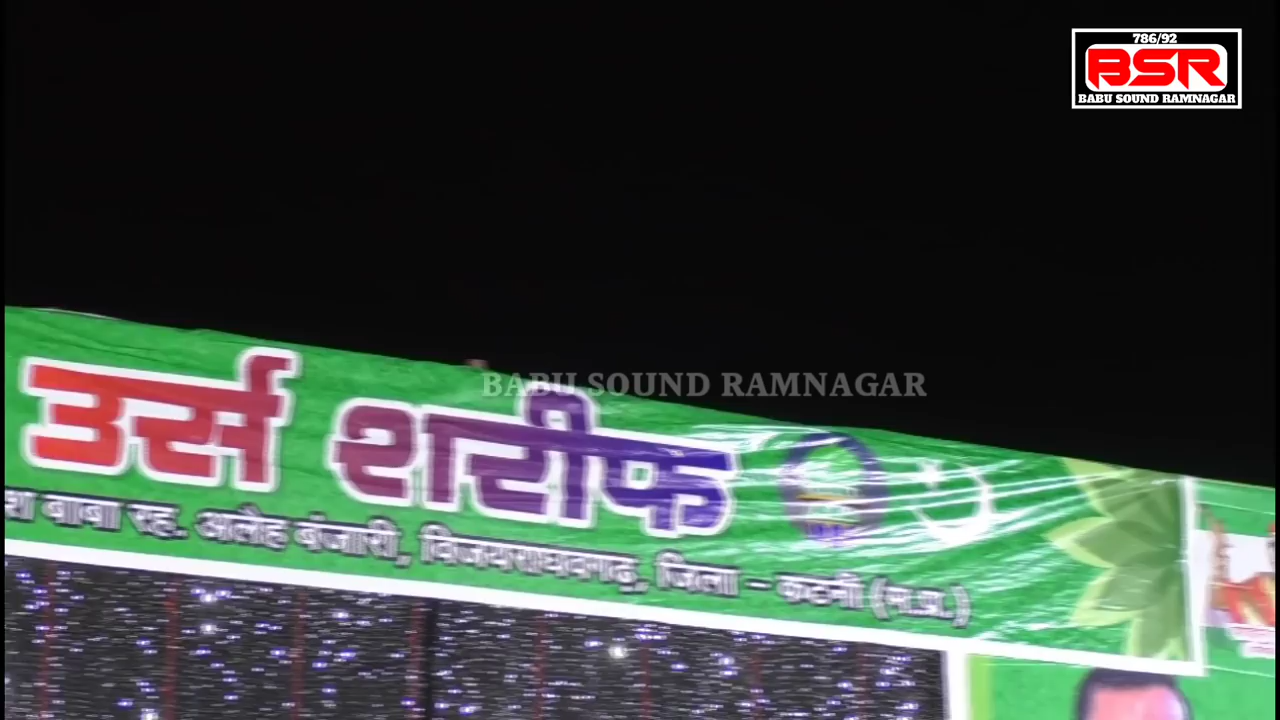 786/92
BSR
BABU SOUND RAMNAGAR
BABU SOUND RAMNAGAR
उर्स शरीफ
बाबा रह. अलैह बंजारी, विजयराघवगढ़, जिला - कटनी (म.प्र.)